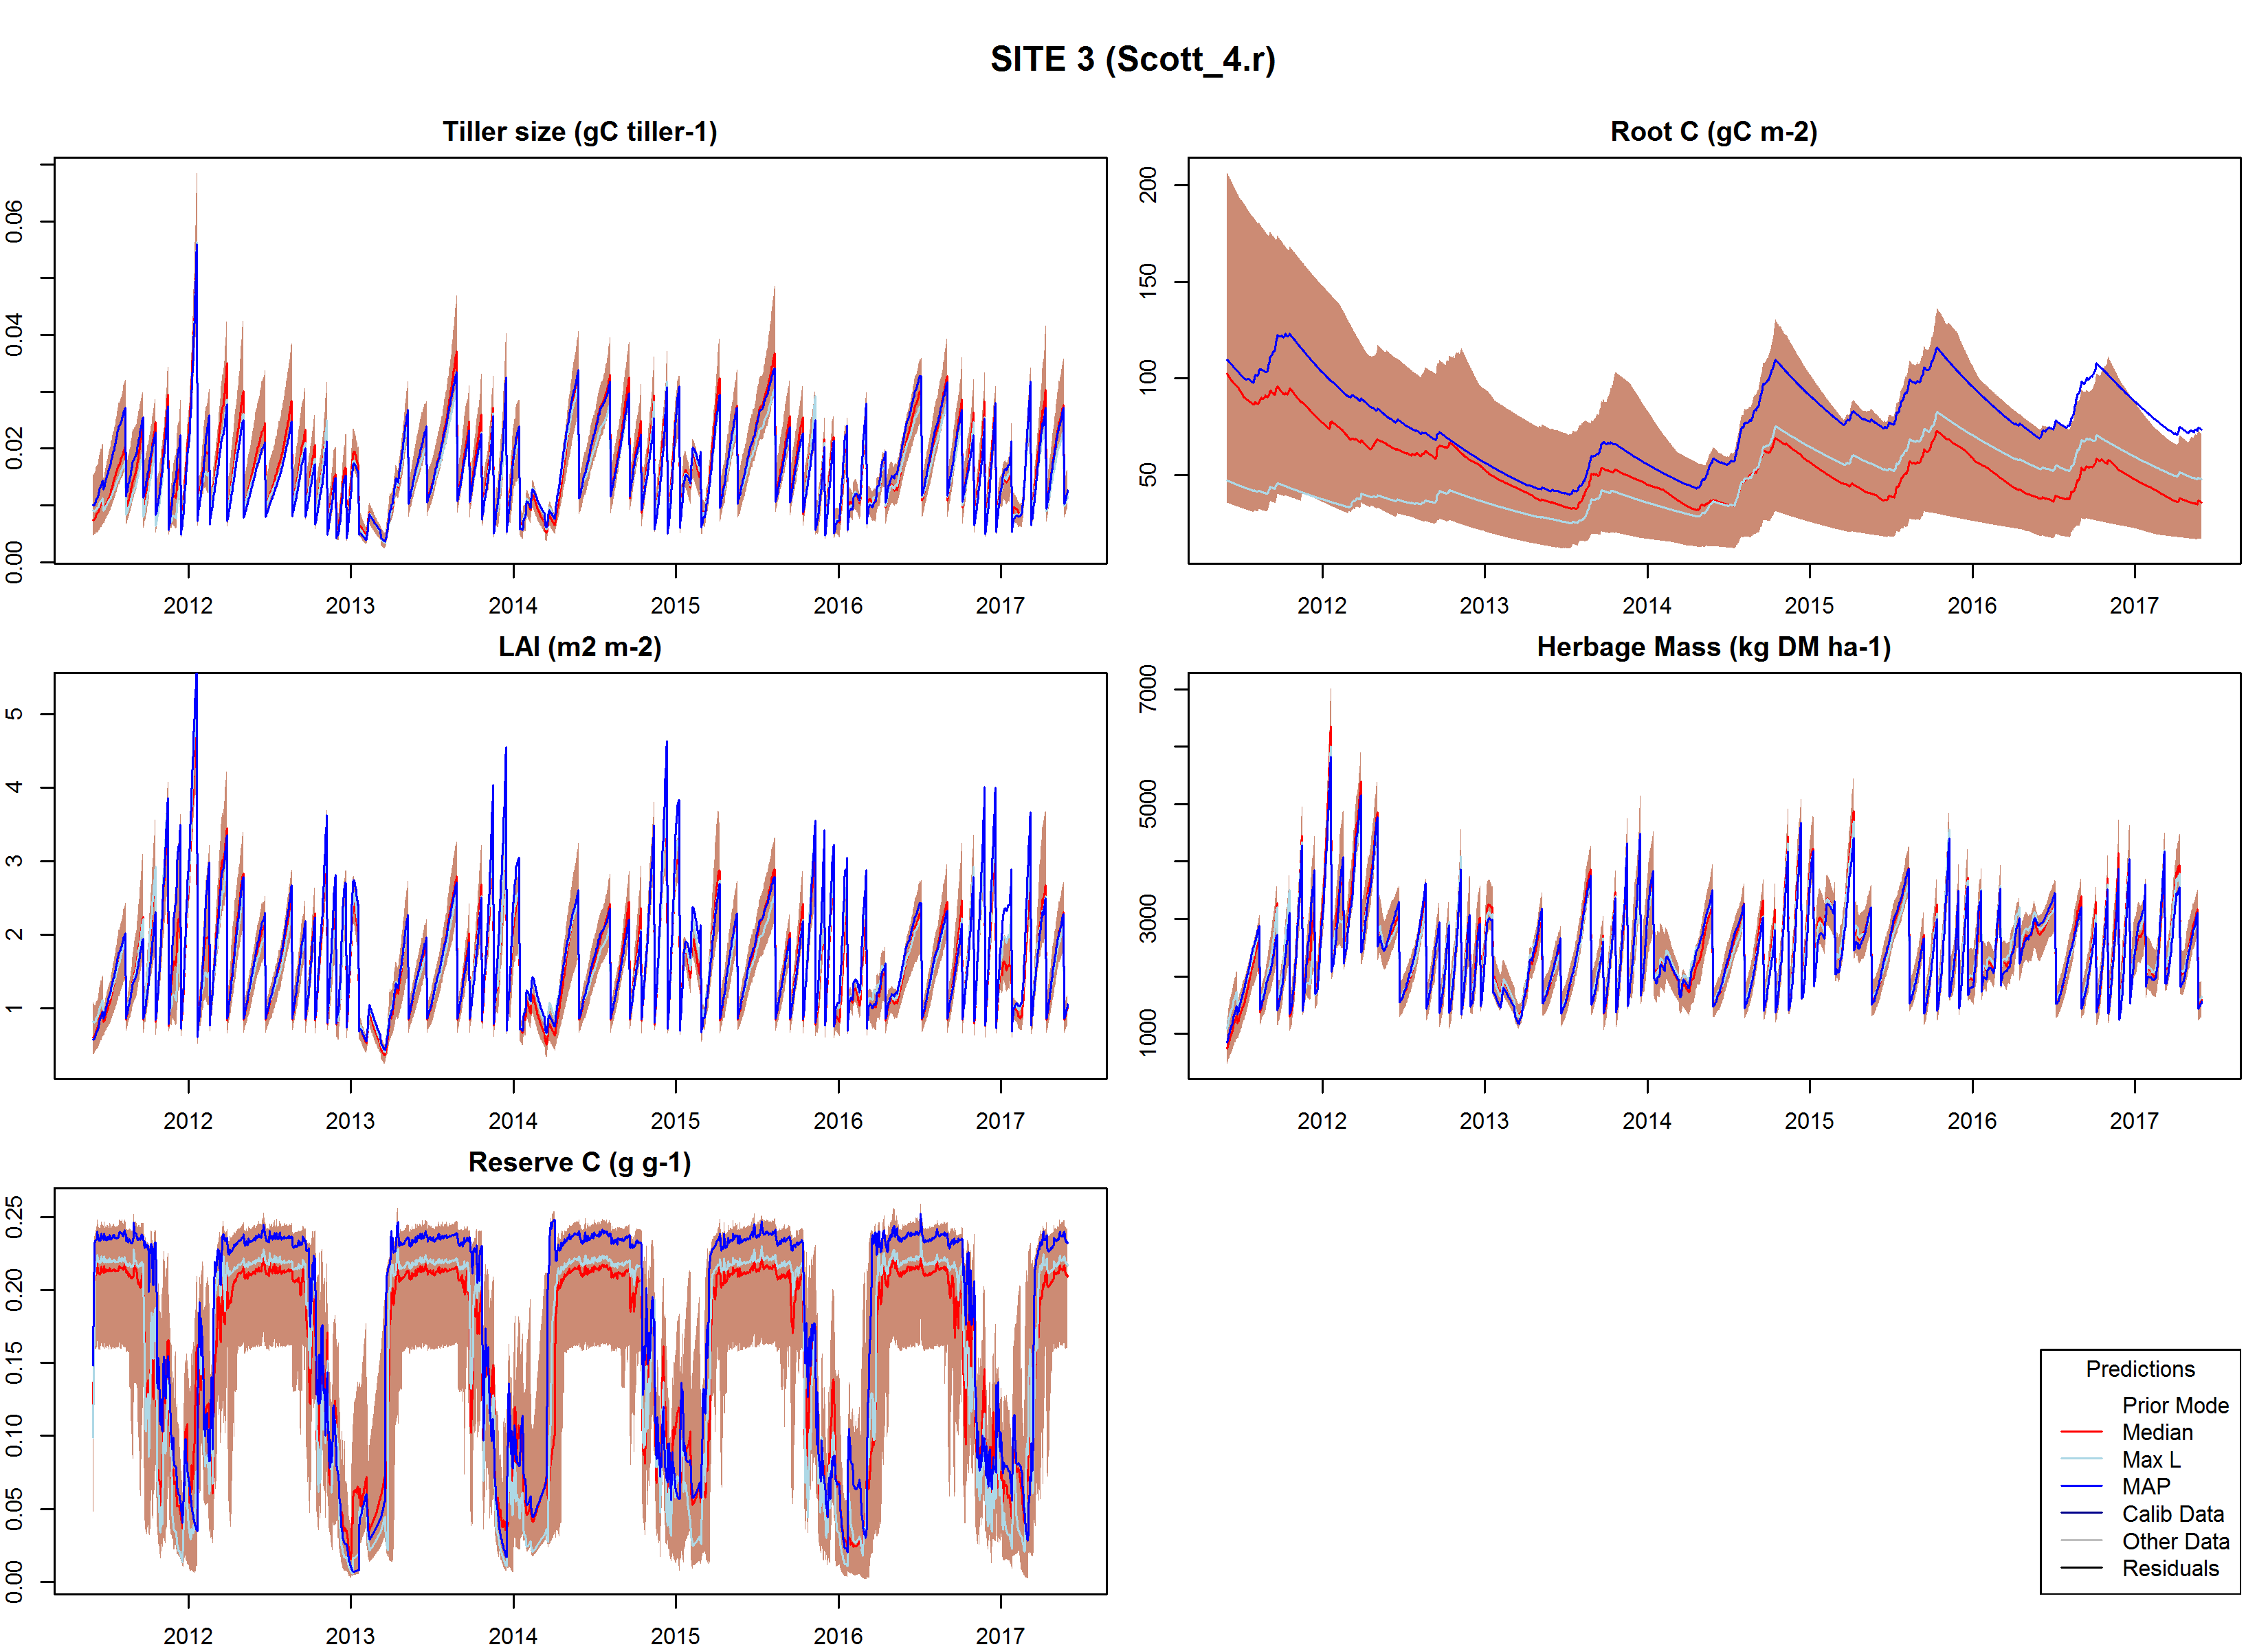 SITE 3 (Scott_4.r)
Tiller size (gC tiller-1)
0.00 0.02 0.04 0.06
2012 2013 2014 2015 2016 2017
Root C (gC m-2)
50 100 150 200
2012 2013 2014 2015 2016 2017
LAI (m2 m-2)
1 2 3 4 5
2012 2013 2014 2015 2016 2017
Herbage Mass (kg DM ha-1)
1000 3000 5000 7000
2012 2013 2014 2015 2016 2017
Reserve C (g g-1)
0.00 0.05 0.10 0.15 0.20 0.25
2012 2013 2014 2015 2016 2017
Predictions
Prior Mode
Median
Max L
MAP
Calib Data
Other Data
Residuals